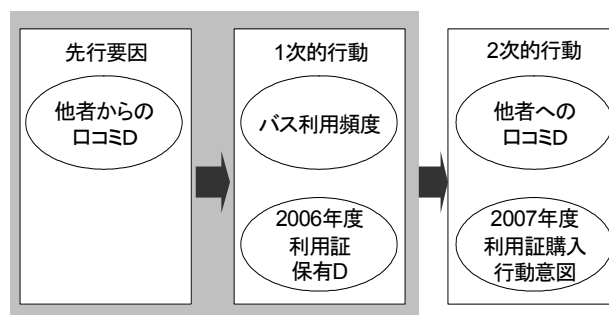 先行要因
他者からの
口コミD
1次的行動
バス利用頻度
2006年度
利用証
保有D
2次的行動
他者への
口コミD
2007年度
利用証購入
行動意図